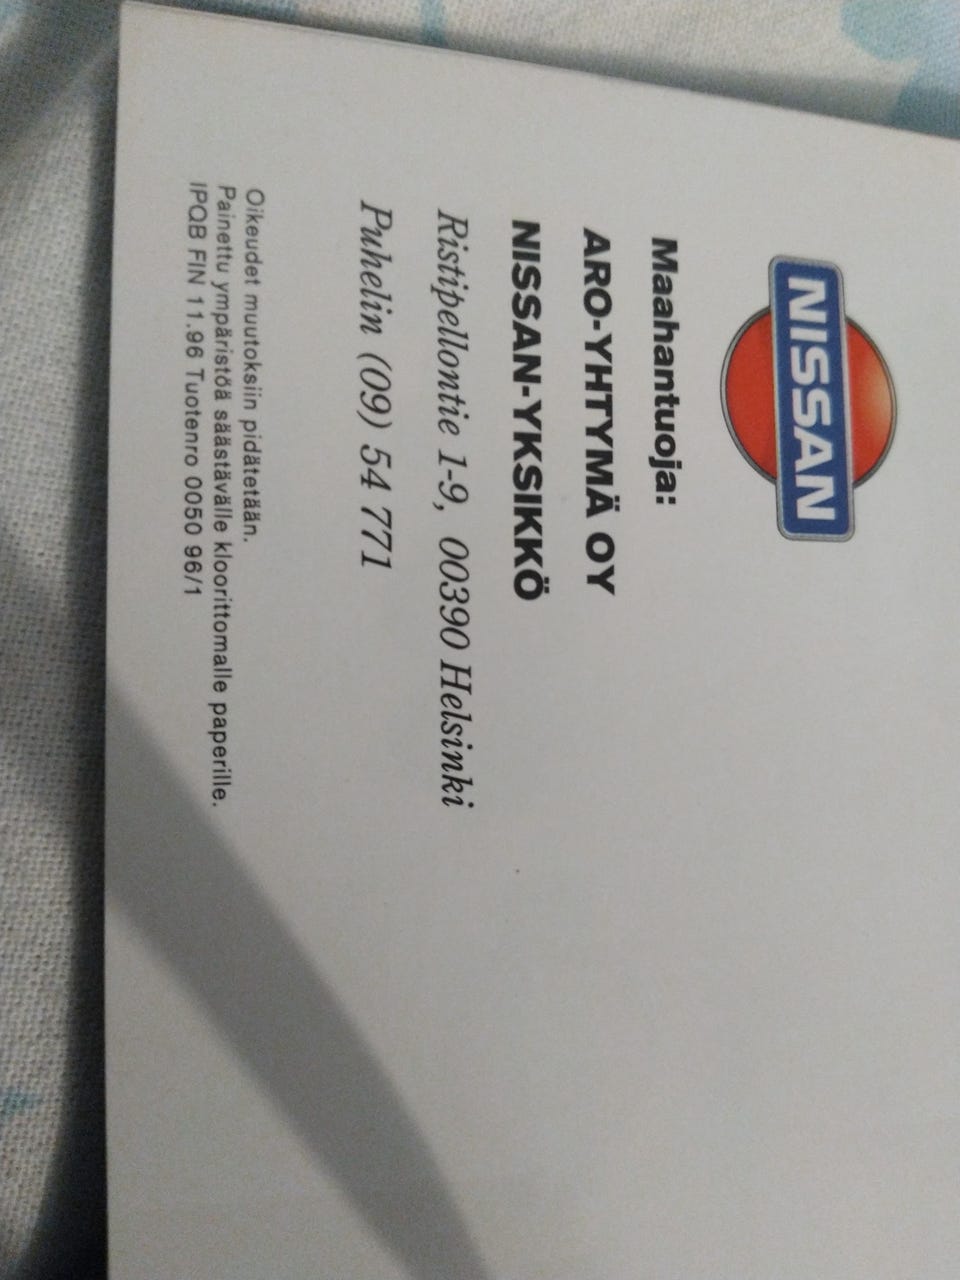 NISSAN
Maahantuoja:
ARO-YHTYMÄ OY
NISSAN-YKSIKKÖ
Ristipellontie 1-9, 00390 Helsinki
Puhelin (09) 54 771
Oikeudet muutoksiin pidätetään.
Painettu ympäristöä säästävälle kloorittomalle paperille.
IPQB FIN 11.96 Tuotenro 0050 96/1